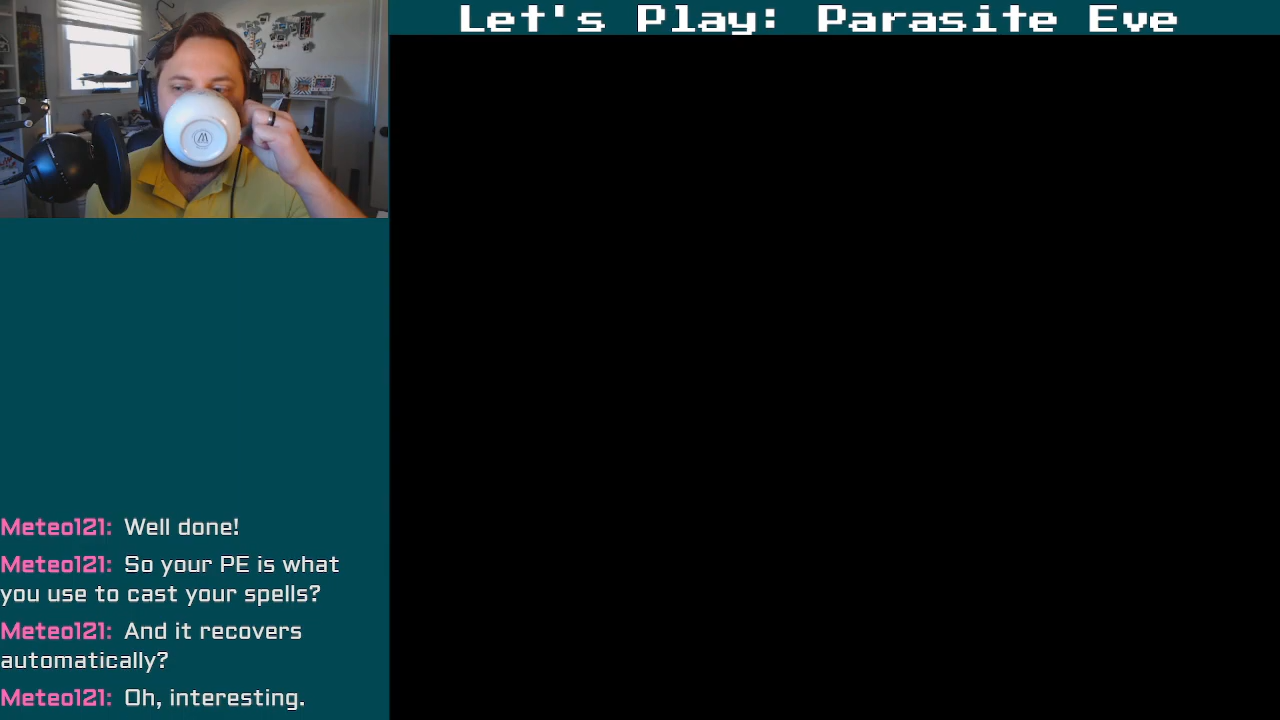 Let's Play: Parasite Eve
Meteo121: Well done!
Meteo121: So your PE is what
you use to cast your spells?
Meteo121: And it recovers
automatically?
Meteo121: Oh, interesting.